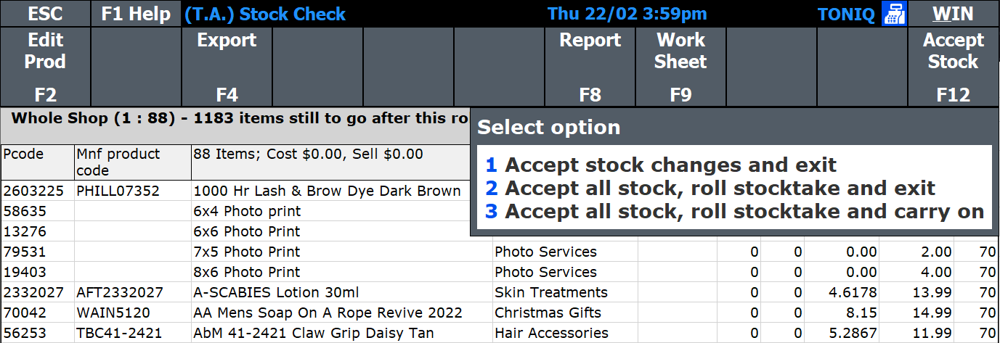 ESC F1 Help (T.A.) Stock Check Thu 22/02 3:59pm TONIQ WIN
Edit Prod F2
Export F4
Report F8
Work Sheet F9
Accept Stock F12
Whole Shop (1 : 88) - 1183 items still to go after this ro
Select option
1 Accept stock changes and exit
2 Accept all stock, roll stocktake and exit
3 Accept all stock, roll stocktake and carry on
Pcode Mnf product code 88 Items; Cost $0.00, Sell $0.00
2603225 PHILL07352 1000 Hr Lash & Brow Dye Dark Brown
58635 6x4 Photo print
13276 6x6 Photo Print
79531 7x5 Photo Print Photo Services 0 0 0.00 2.00 70
19403 8x6 Photo Print Photo Services 0 0 0.00 4.00 70
2332027 AFT2332027 A-SCABIES Lotion 30ml Skin Treatments 0 0 4.6178 13.99 70
70042 WAIN5120 AA Mens Soap On A Rope Revive 2022 Christmas Gifts 0 0 8.15 14.99 70
56253 TBC41-2421 AbM 41-2421 Claw Grip Daisy Tan Hair Accessories 0 0 5.2867 11.99 70